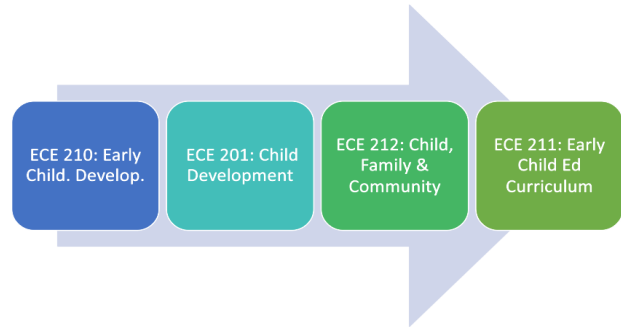 ECE 210: Early
Child. Develop.
ECE 201: Child
Development
ECE 212: Child,
Family &
Community
ECE 211: Early
Child Ed
Curriculum